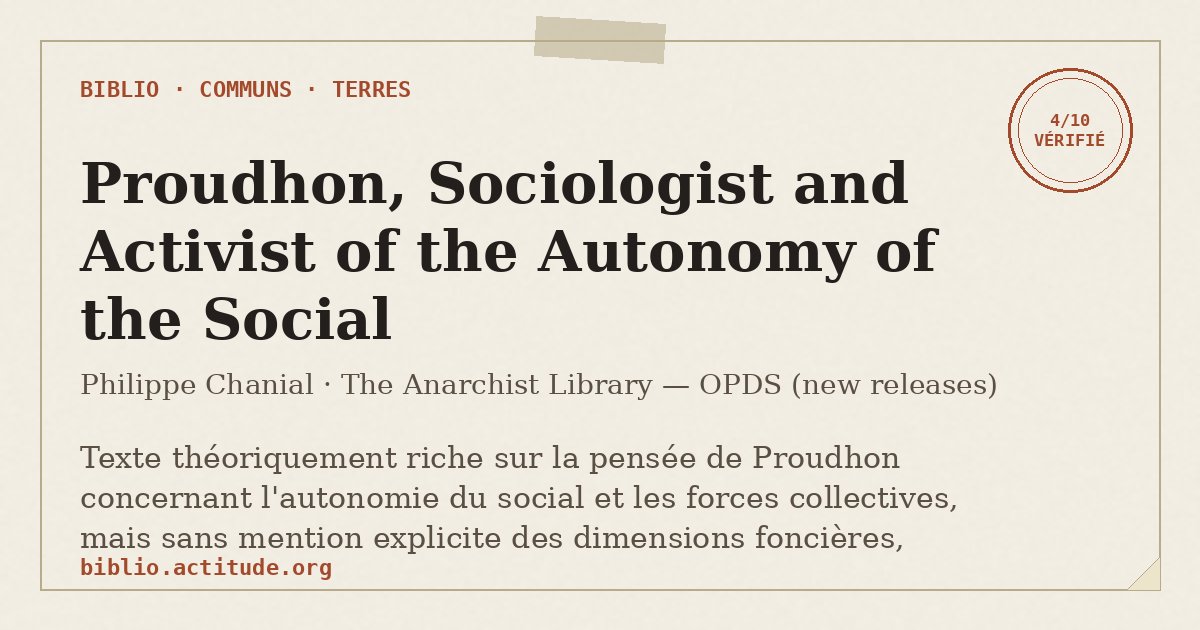 BIBLIO · COMMUNS · TERRES
4/10
VÉRIFIÉ
Proudhon, Sociologist and
Activist of the Autonomy of
the Social
Philippe Chanial · The Anarchist Library — OPDS (new releases)
Texte théoriquement riche sur la pensée de Proudhon
concernant l'autonomie du social et les forces collectives,
mais sans mention explicite des dimensions foncières,
biblio.actitude.org